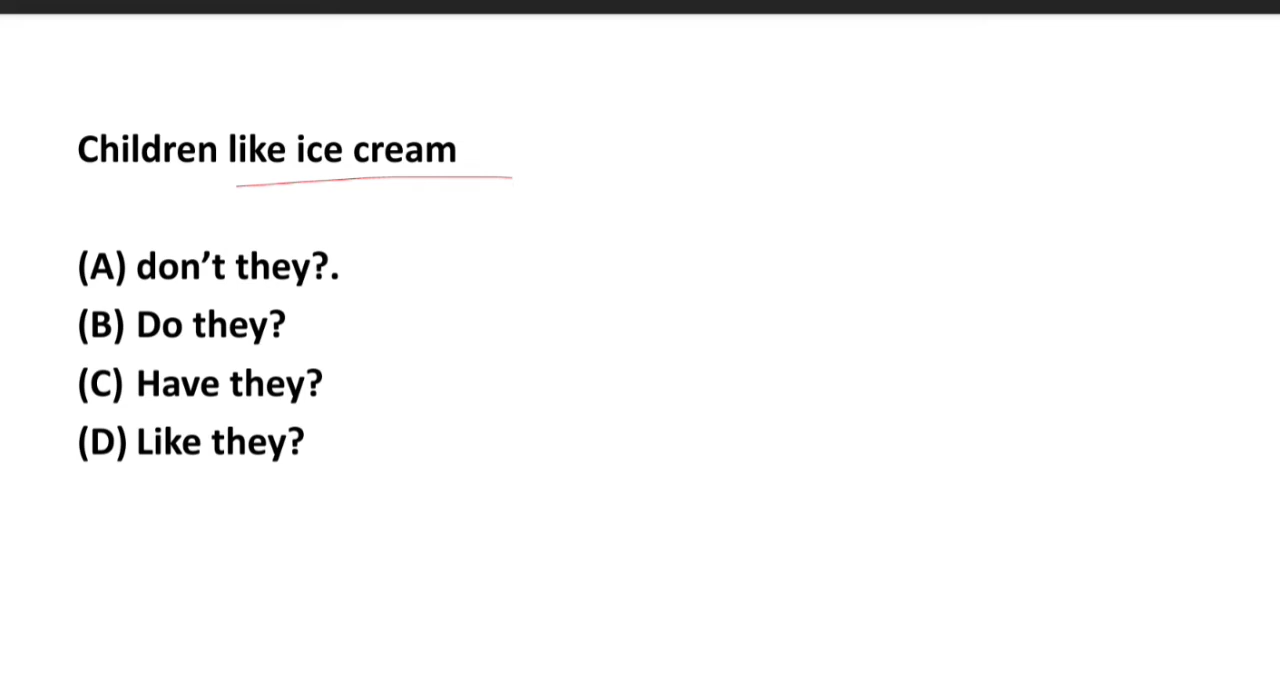 Children like ice cream
(A) don’t they?.
(B) Do they?
(C) Have they?
(D) Like they?